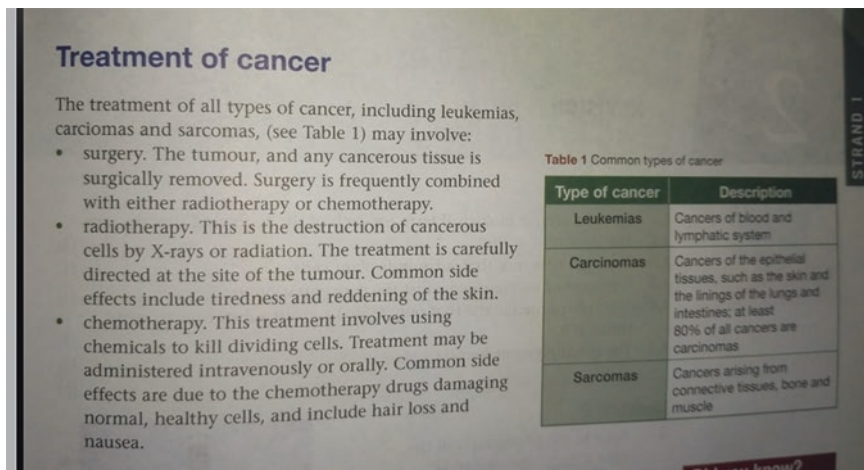 Treatment of cancer
The treatment of all types of cancer, including leukemias,
carciomas and sarcomas, (see Table 1) may involve:
• surgery. The tumour, and any cancerous tissue is
surgically removed. Surgery is frequently combined
with either radiotherapy or chemotherapy.
• radiotherapy. This is the destruction of cancerous
cells by X-rays or radiation. The treatment is carefully
directed at the site of the tumour. Common side
effects include tiredness and reddening of the skin.
• chemotherapy. This treatment involves using
chemicals to kill dividing cells. Treatment may be
administered intravenously or orally. Common side
effects are due to the chemotherapy drugs damaging
normal, healthy cells, and include hair loss and
nausea.
Table 1 Common types of cancer
Type of cancer Description
Leukemias Cancers of blood and
lymphatic system
Carcinomas Cancers of the epithelial
tissues, such as the skin and
the linings of the lungs and
intestines; at least
80% of all cancers are
carcinomas
Sarcomas Cancers arising from
connective tissues, bone and
muscle
STRAND 1
know?